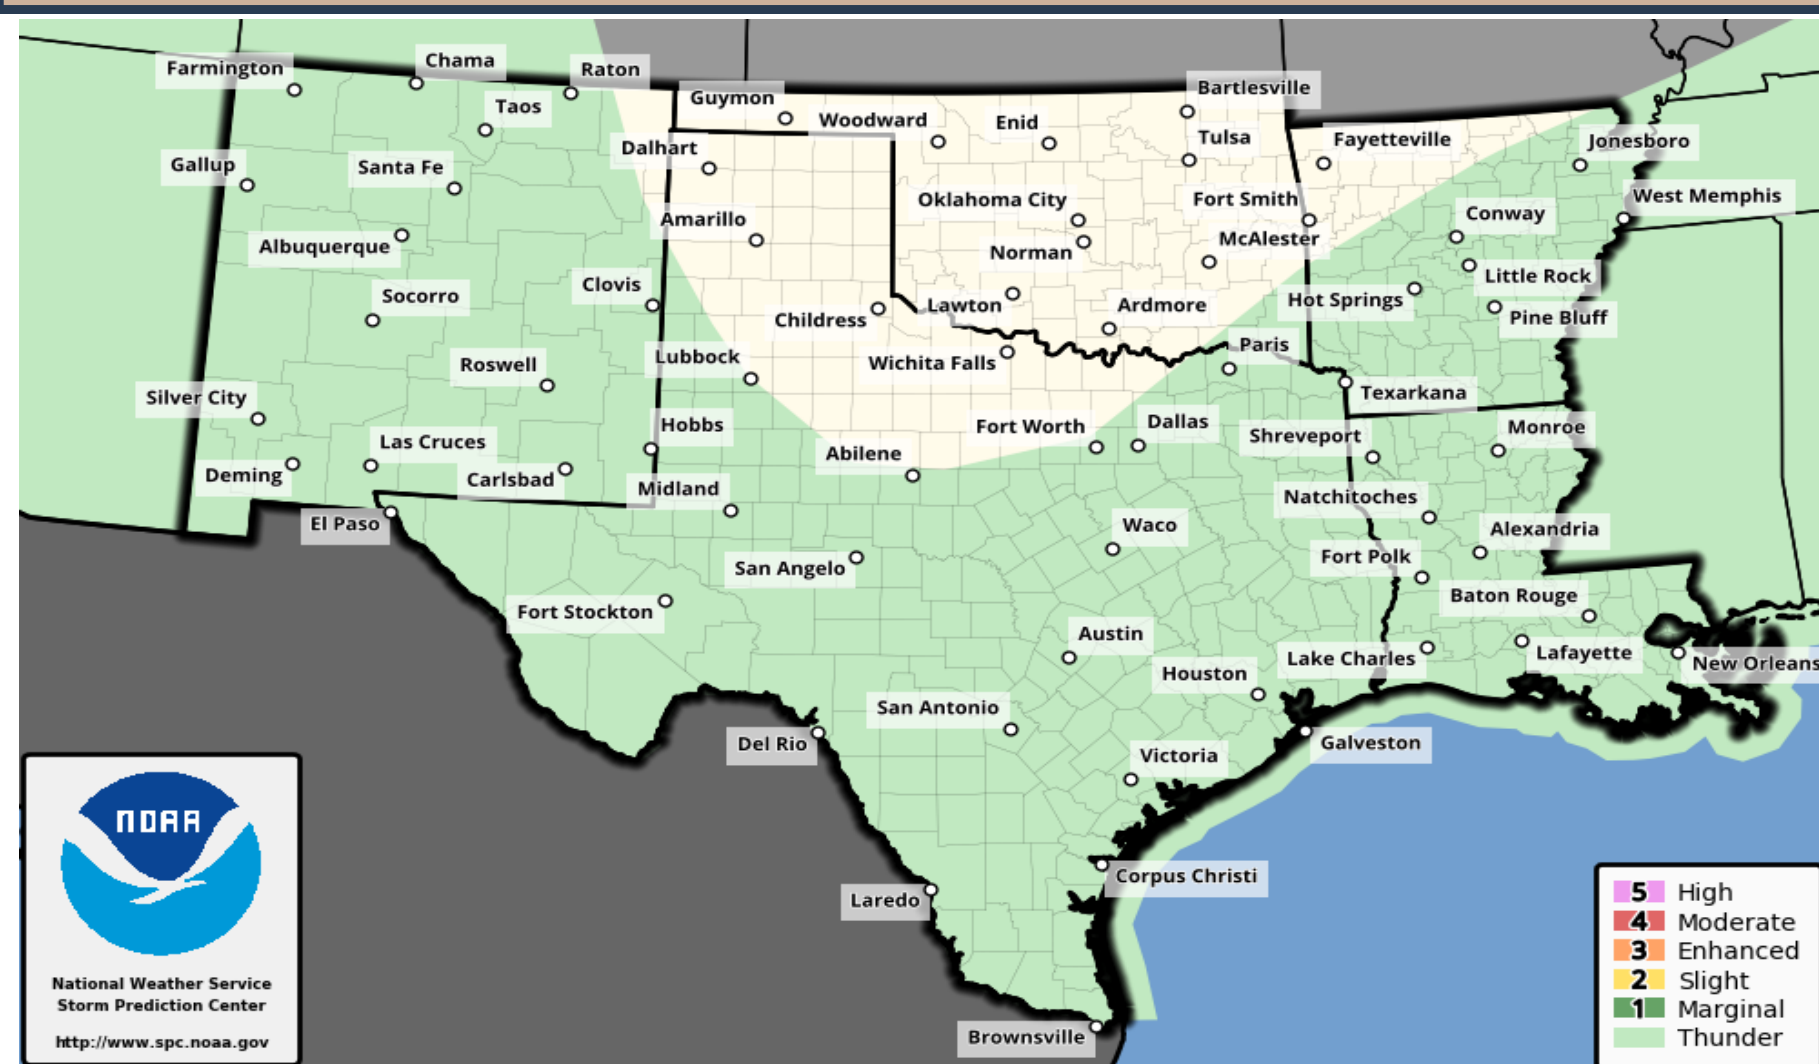 Farmington
Chama
Raton
Taos
Guymon
Woodward
Enid
Bartlesville
Tulsa
Fayetteville
Jonesboro
Dalhart
Gallup
Santa Fe
West Memphis
Oklahoma City
Fort Smith
Conway
Amarillo
Albuquerque
Norman
McAlester
Little Rock
Clovis
Socorro
Hot Springs
Lawton
Ardmore
Childress
Pine Bluff
Paris
Lubbock
Roswell
Wichita Falls
Texarkana
Silver City
Hobbs
Fort Worth
Dallas
Monroe
Las Cruces
Shreveport
Abilene
Deming
Carlsbad
Midland
Natchitoches
El Paso
Waco
Alexandria
San Angelo
Fort Polk
Baton Rouge
Fort Stockton
Austin
Lake Charles
Lafayette
New Orleans
Houston
San Antonio
Del Rio
Galveston
Victoria
Corpus Christi
Laredo
Brownsville
NOAA
National Weather Service
Storm Prediction Center
http://www.spc.noaa.gov
5 High
4 Moderate
3 Enhanced
2 Slight
1 Marginal
Thunder